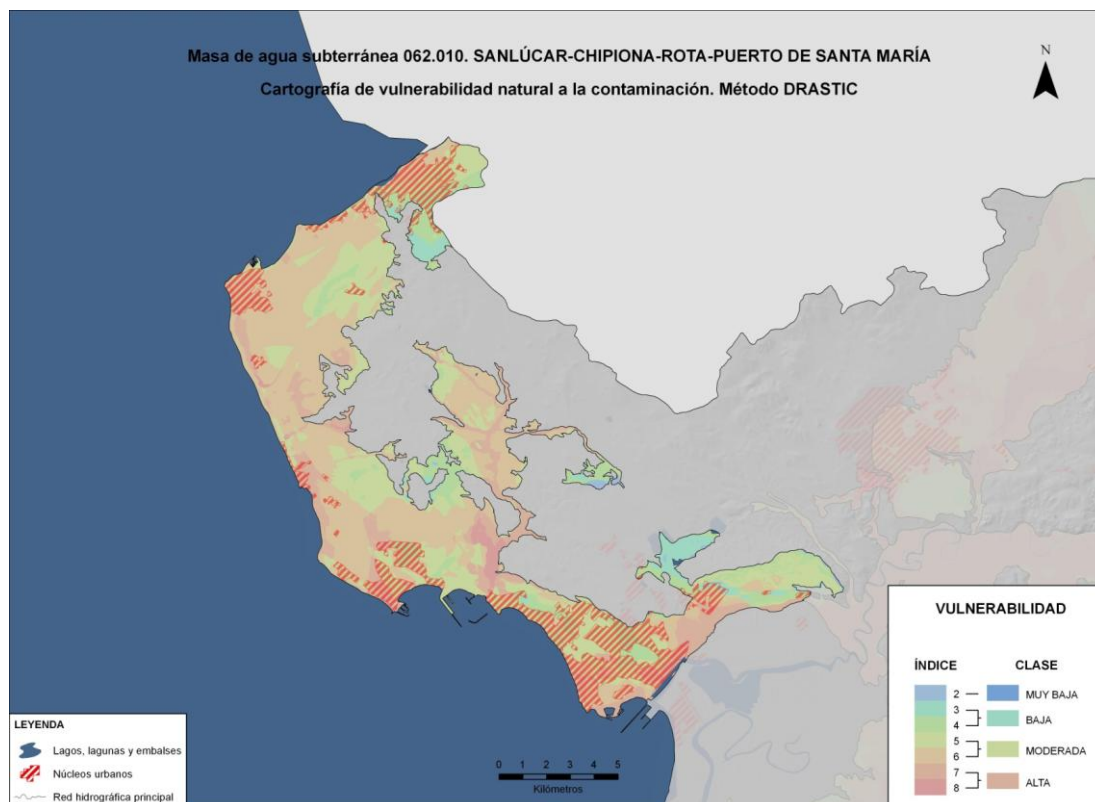 Masa de agua subterránea 062.010. SANLÚCAR-CHIPIONA-ROTA-PUERTO DE SANTA MARÍA
Cartografía de vulnerabilidad natural a la contaminación. Método DRASTIC
N
VULNERABILIDAD
ÍNDICE CLASE
2 MUY BAJA
3
BAJA
4
5
MODERADA
6
7
ALTA
8
LEYENDA
Lagos, lagunas y embalses
Núcleos urbanos
Red hidrográfica principal
0 1 2 3 4 5
Kilómetros